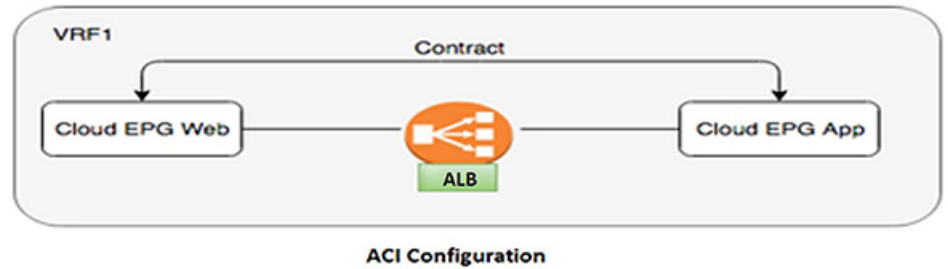 VRF1
Contract
Cloud EPG Web
Cloud EPG App
ALB
ACI Configuration